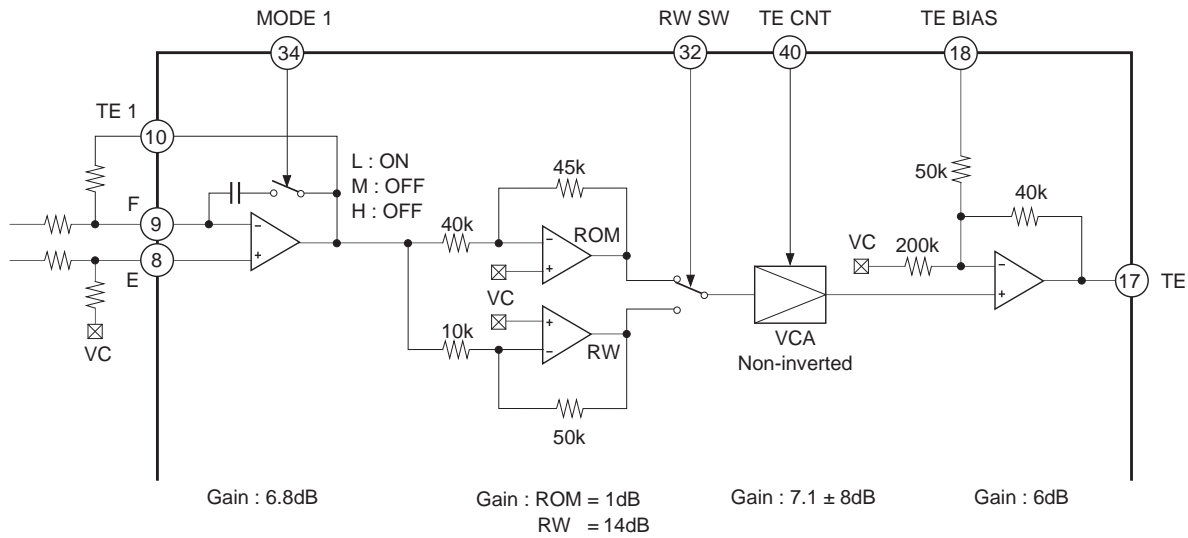 MODE 1
RW SW
TE CNT
TE BIAS
34
32
40
18
TE 1
10
L : ON
M : OFF
H : OFF
45k
50k
40k
F
9
−
+
8
E
40k
−
+
ROM
VC
200k
−
+
17
TE
VC
VC
10k
+
−
RW
VCA
Non-inverted
50k
Gain : 6.8dB
Gain : ROM = 1dB
RW = 14dB
Gain : 7.1 ± 8dB
Gain : 6dB